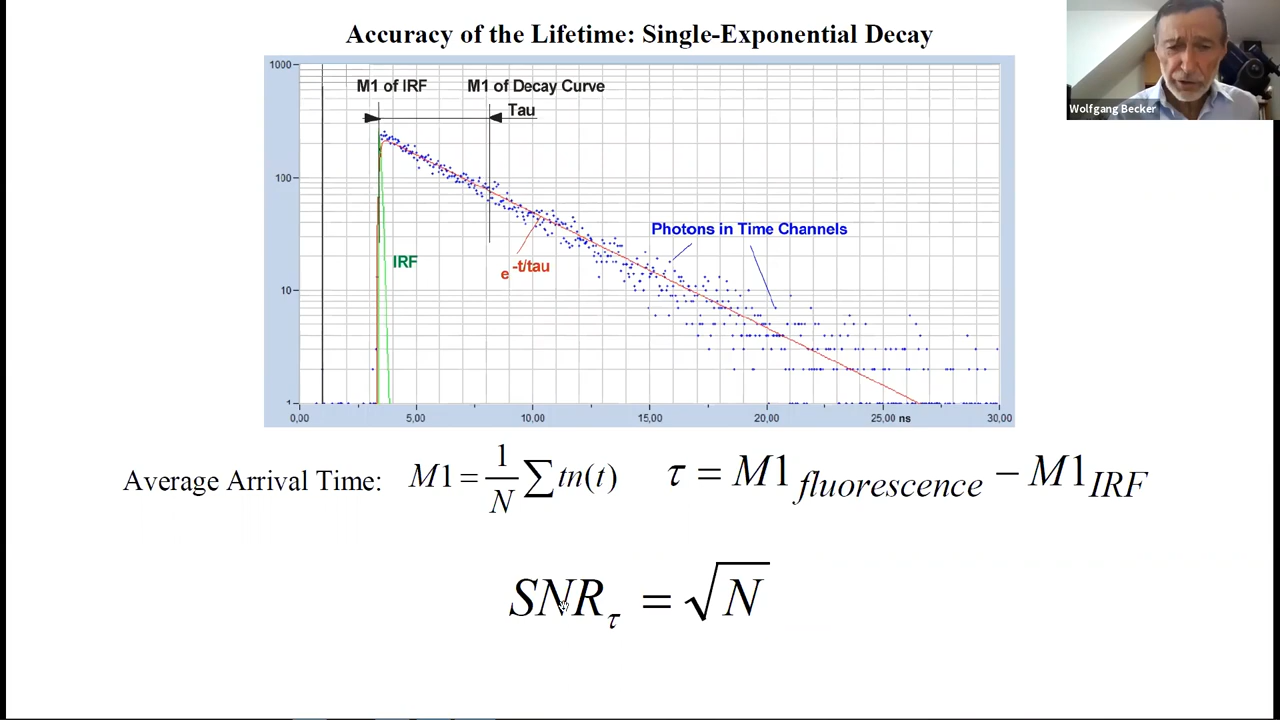 Accuracy of the Lifetime: Single-Exponential Decay
Wolfgang Becker
1000
M1 of IRF
M1 of Decay Curve
Tau
100
Photons in Time Channels
IRF
e -t/tau
10
1
0,00 5,00 10,00 15,00 20,00 25,00 ns 30,00
Average Arrival Time: M1 = 1/N ∑ tn(t) τ = M1 fluorescence − M1 IRF
SNR τ = √N